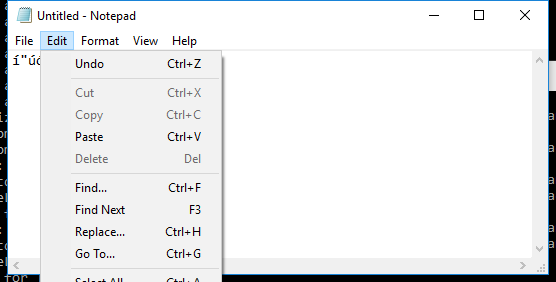 Untitled - Notepad
File Edit Format View Help
Undo Ctrl+Z
Cut Ctrl+X
Copy Ctrl+C
Paste Ctrl+V
Delete Del
Find... Ctrl+F
Find Next F3
Replace... Ctrl+H
Go To... Ctrl+G
Select All Ctrl+A
for